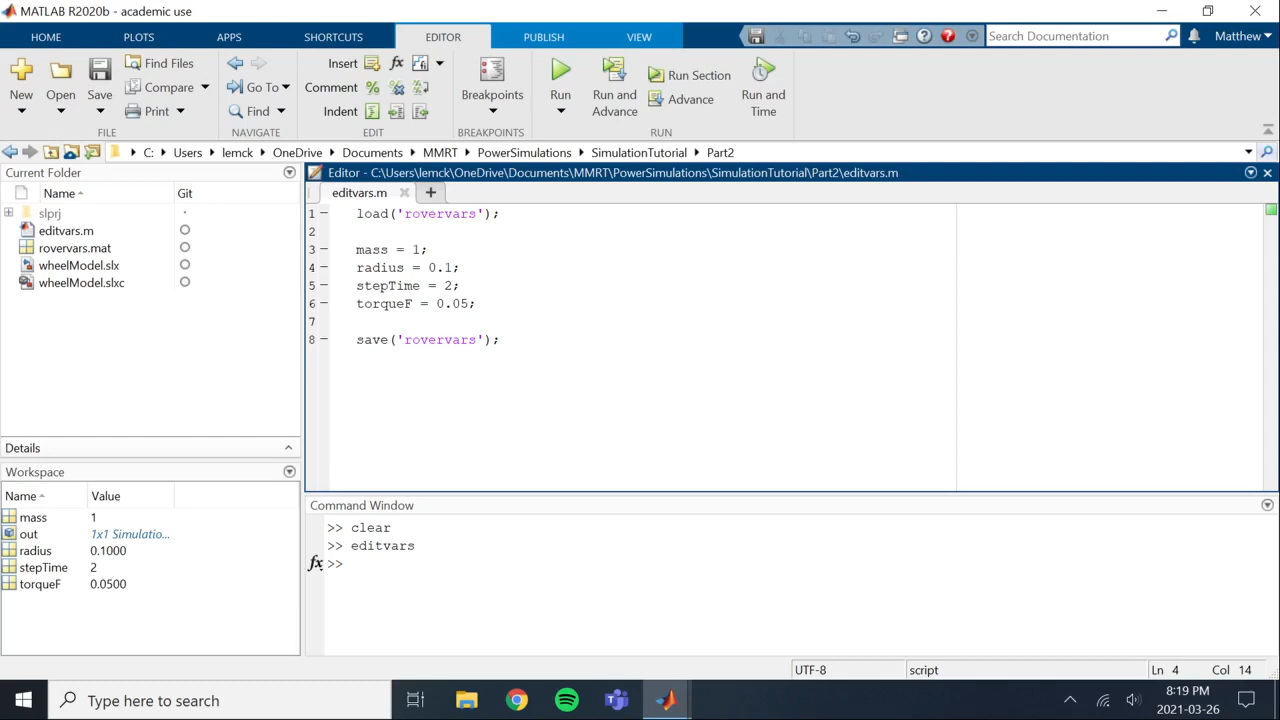 MATLAB R2020b - academic use
HOME PLOTS APPS SHORTCUTS EDITOR PUBLISH VIEW Search Documentation Matthew
New Open Save Find Files Compare Print Go To Find Insert Comment Indent Breakpoints Run Run and Advance Run Section Advance Run and Time
FILE NAVIGATE EDIT BREAKPOINTS RUN
C: Users lemck OneDrive Documents MMRT PowerSimulations SimulationTutorial Part2
Current Folder
Name Git
slprj
editvars.m
rovervars.mat
wheelModel.slx
wheelModel.slxc
Details
Workspace
Name Value
mass 1
out 1x1 Simulatio...
radius 0.1000
stepTime 2
torqueF 0.0500
Editor - C:\Users\lemck\OneDrive\Documents\MMRT\PowerSimulations\SimulationTutorial\Part2\editvars.m
editvars.m
1 load('rovervars');
2
3 mass = 1;
4 radius = 0.1;
5 stepTime = 2;
6 torqueF = 0.05;
7
8 save('rovervars');
Command Window
>> clear
>> editvars
fx >>
UTF-8 script Ln 4 Col 14
Type here to search
8:19 PM
2021-03-26